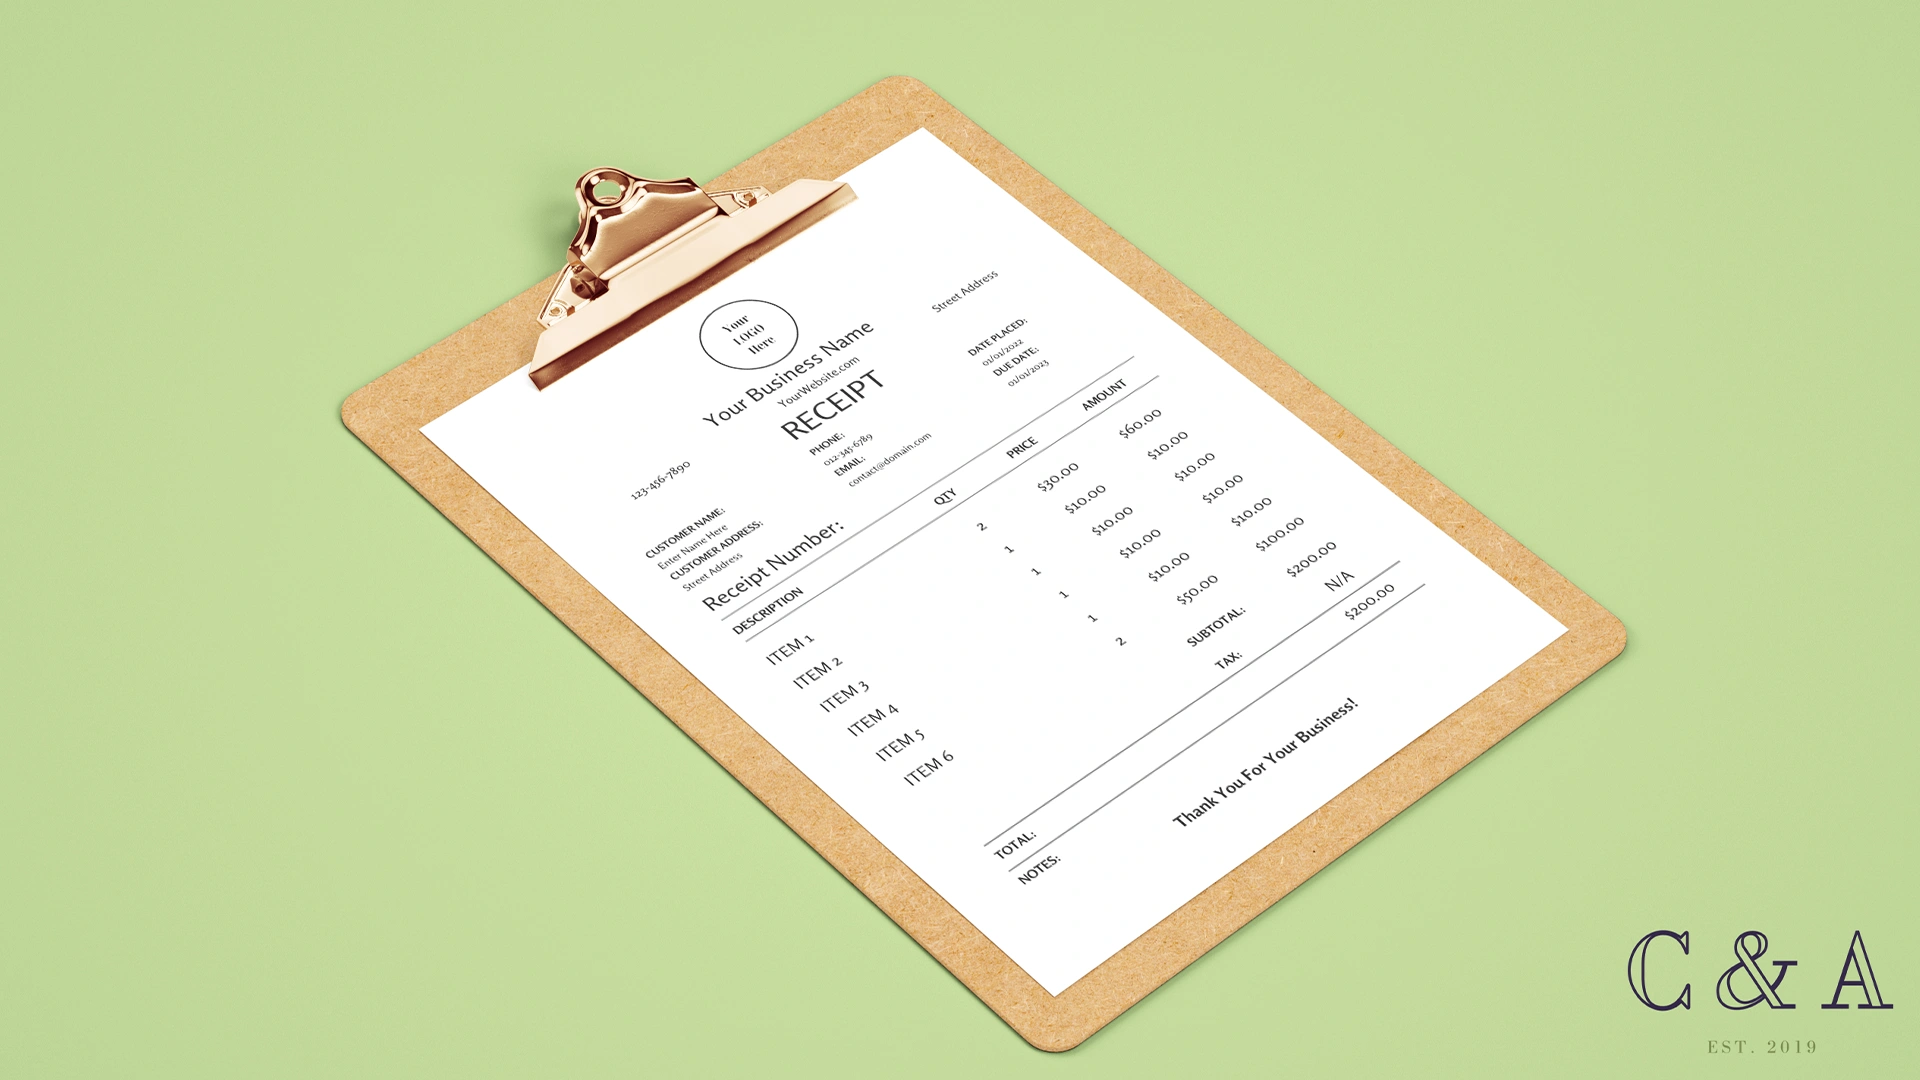 Your
LOGO
Here
Your Business Name
YourWebsite.com
RECEIPT
123-456-7890
Street Address
CUSTOMER NAME:
Enter Name Here
CUSTOMER ADDRESS:
Street Address
PHONE:
012-345-6789
EMAIL:
contact@domain.com
DATE PLACED:
01/01/2022
DUE DATE:
01/01/2023
Receipt Number:
DESCRIPTION QTY PRICE AMOUNT
ITEM 1 2 $30.00 $60.00
ITEM 2 1 $10.00 $10.00
ITEM 3 1 $10.00 $10.00
ITEM 4 1 $10.00 $10.00
ITEM 5 1 $10.00 $10.00
ITEM 6 2 $50.00 $100.00
SUBTOTAL: $200.00
TAX: N/A
TOTAL: $200.00
NOTES:
Thank You For Your Business!
C & A
EST. 2019